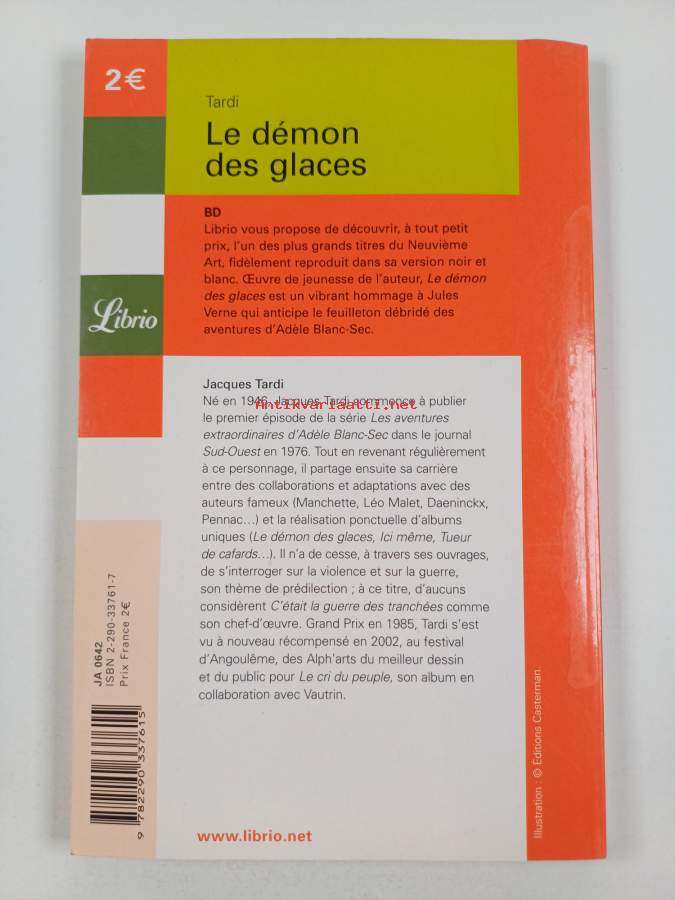 2€
Tardi
Le démon
des glaces
BD
Librio vous propose de découvrir, à tout petit
prix, l'un des plus grands titres du Neuvième
Art, fidèlement reproduit dans sa version noir et
blanc. Œuvre de jeunesse de l'auteur, Le démon
des glaces est un vibrant hommage à Jules
Verne qui anticipe le feuilleton débridé des
aventures d'Adèle Blanc-Sec.
Librio
Jacques Tardi
Né en 1946, Jacques Tardi commence à publier
Antikvariaatti.net
le premier épisode de la série Les aventures
extraordinaires d'Adèle Blanc-Sec dans le journal
Sud-Ouest en 1976. Tout en revenant régulièrement
à ce personnage, il partage ensuite sa carrière
entre des collaborations et adaptations avec des
auteurs fameux (Manchette, Léo Malet, Daeninckx,
Pennac...) et la réalisation ponctuelle d'albums
uniques (Le démon des glaces, Ici même, Tueur
de cafards...). Il n'a de cesse, à travers ses ouvrages,
de s'interroger sur la violence et sur la guerre,
son thème de prédilection ; à ce titre, d'aucuns
considèrent C'était la guerre des tranchées comme
son chef-d'œuvre. Grand Prix en 1985, Tardi s'est
vu à nouveau récompensé en 2002, au festival
d'Angoulême, des Alph'arts du meilleur dessin
et du public pour Le cri du peuple, son album en
collaboration avec Vautrin.
JA 0642
ISBN 2-290-33761-7
Prix France 2€
9 782290 337615
www.librio.net
Illustration : © Éditions Casterman.